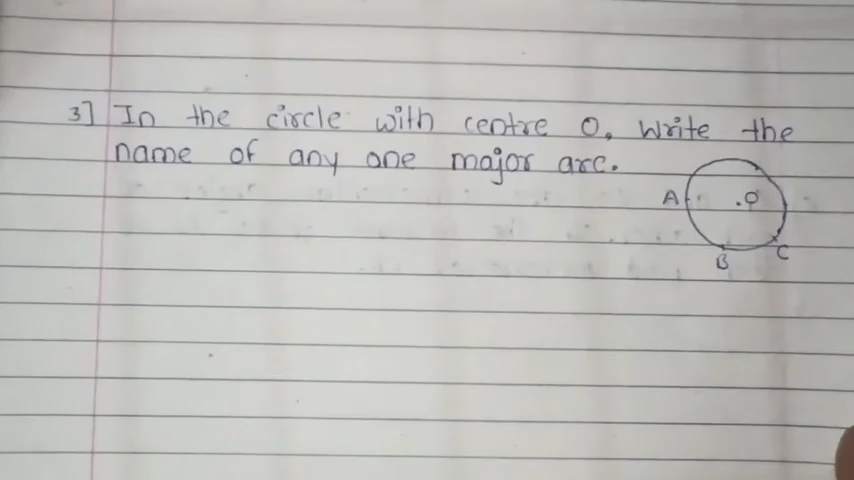 3] In the circle with centre O, Write the
name of any one major arc.
A
.O
B
C